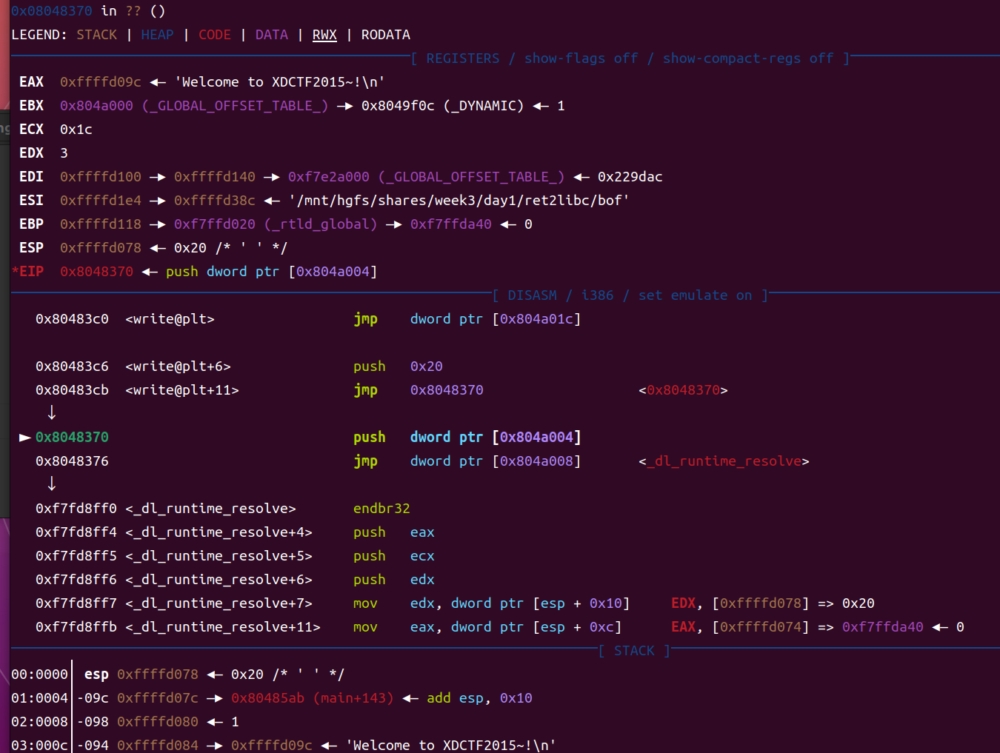 0x08048370 in ?? ()
LEGEND: STACK | HEAP | CODE | DATA | RWX | RODATA
[ REGISTERS / show-flags off / show-compact-regs off ]
EAX 0xffffd09c ◂— 'Welcome to XDCTF2015~!\n'
EBX 0x804a000 (_GLOBAL_OFFSET_TABLE_) —▸ 0x8049f0c (_DYNAMIC) ◂— 1
ECX 0x1c
EDX 3
EDI 0xffffd100 —▸ 0xffffd140 —▸ 0xf7e2a000 (_GLOBAL_OFFSET_TABLE_) ◂— 0x229dac
ESI 0xffffd1e4 —▸ 0xffffd38c ◂— '/mnt/hgfs/shares/week3/day1/ret2libc/bof'
EBP 0xffffd118 —▸ 0xf7ffd020 (_rtld_global) —▸ 0xf7ffda40 ◂— 0
ESP 0xffffd078 ◂— 0x20 /* ' ' */
*EIP 0x8048370 ◂— push dword ptr [0x804a004]
[ DISASM / i386 / set emulate on ]
0x80483c0 <write@plt> jmp dword ptr [0x804a01c]
0x80483c6 <write@plt+6> push 0x20
0x80483cb <write@plt+11> jmp 0x8048370 <0x8048370>
↓
► 0x8048370 push dword ptr [0x804a004]
0x8048376 jmp dword ptr [0x804a008] <_dl_runtime_resolve>
↓
0xf7fd8ff0 <_dl_runtime_resolve> endbr32
0xf7fd8ff4 <_dl_runtime_resolve+4> push eax
0xf7fd8ff5 <_dl_runtime_resolve+5> push ecx
0xf7fd8ff6 <_dl_runtime_resolve+6> push edx
0xf7fd8ff7 <_dl_runtime_resolve+7> mov edx, dword ptr [esp + 0x10] EDX, [0xffffd078] => 0x20
0xf7fd8ffb <_dl_runtime_resolve+11> mov eax, dword ptr [esp + 0xc] EAX, [0xffffd074] => 0xf7ffda40 ◂— 0
[ STACK ]
00:0000│ esp 0xffffd078 ◂— 0x20 /* ' ' */
01:0004│-09c 0xffffd07c —▸ 0x80485ab (main+143) ◂— add esp, 0x10
02:0008│-098 0xffffd080 ◂— 1
03:000c│-094 0xffffd084 —▸ 0xffffd09c ◂— 'Welcome to XDCTF2015~!\n'